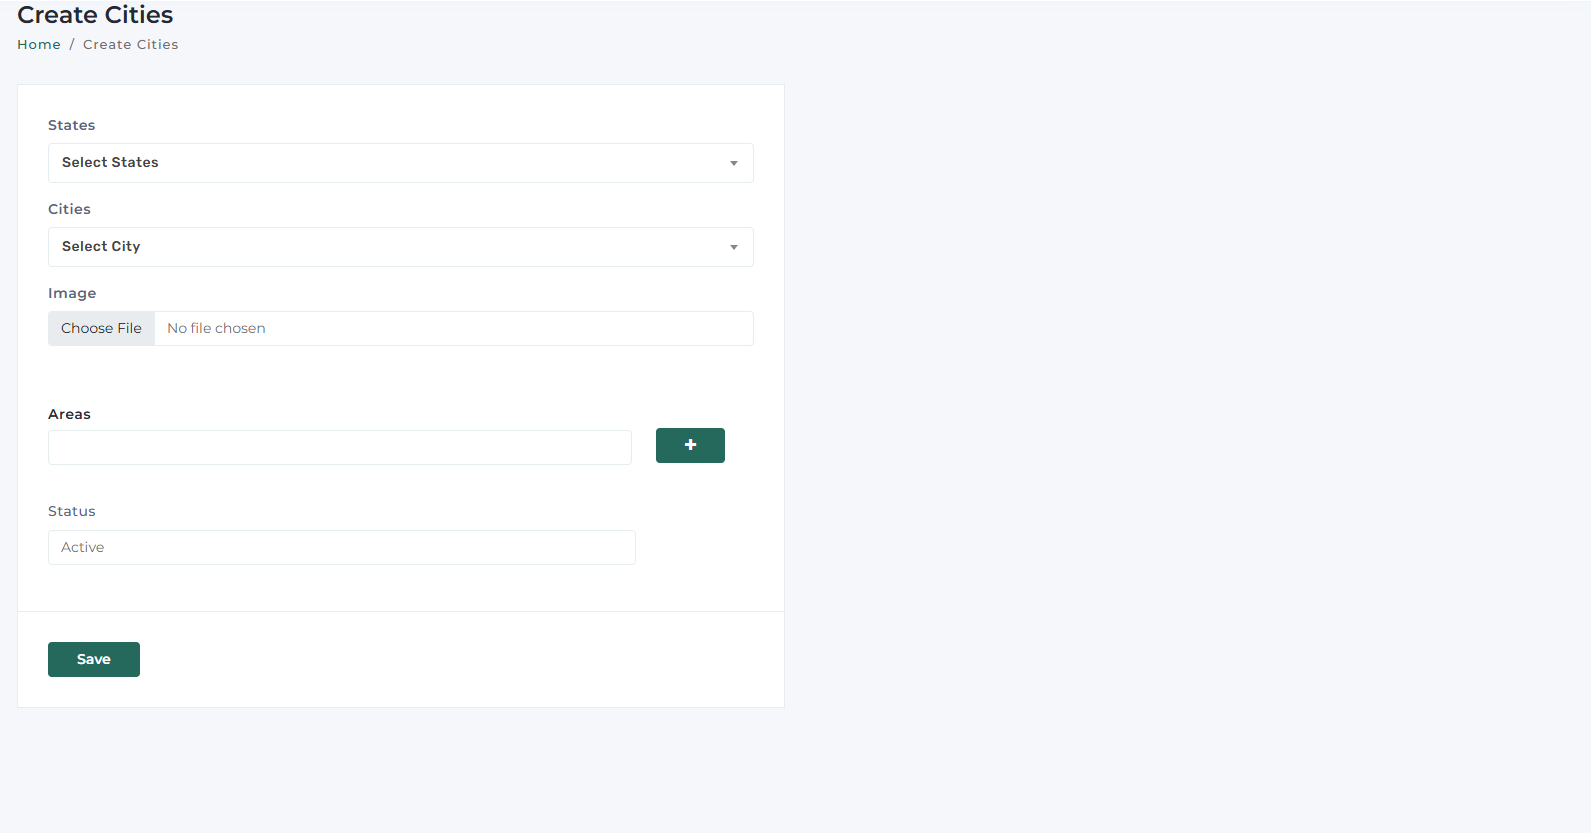 Create Cities
Home / Create Cities
States
Select States
Cities
Select City
Image
Choose File No file chosen
Areas
+
Status
Active
Save